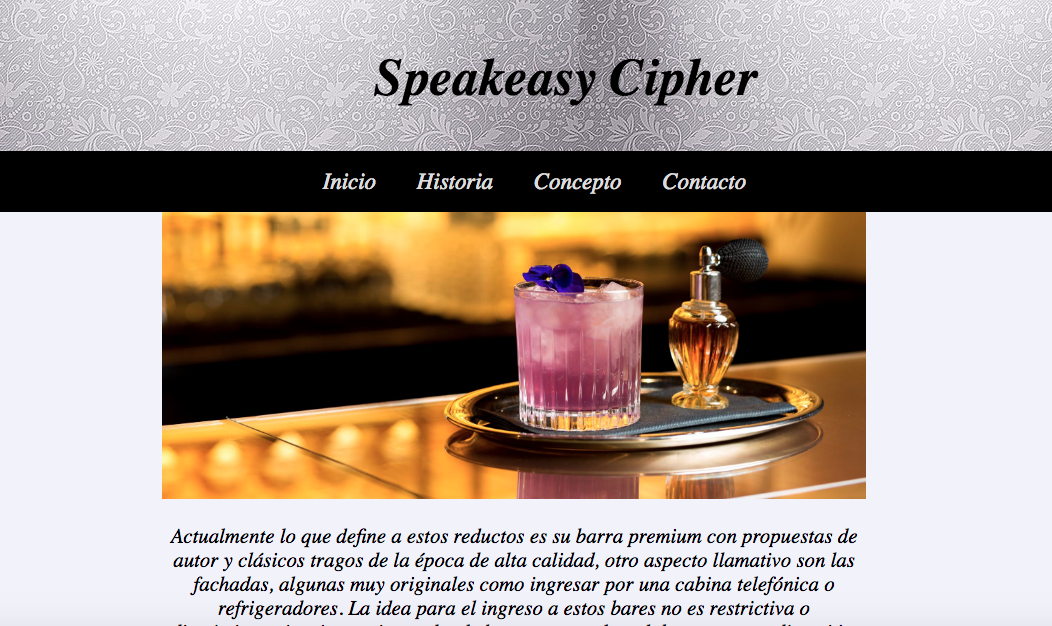 Speakeasy Cipher
Inicio Historia Concepto Contacto
Actualmente lo que define a estos reductos es su barra premium con propuestas de
autor y clásicos tragos de la época de alta calidad, otro aspecto llamativo son las
fachadas, algunas muy originales como ingresar por una cabina telefónica o
refrigeradores. La idea para el ingreso a estos bares no es restrictiva o